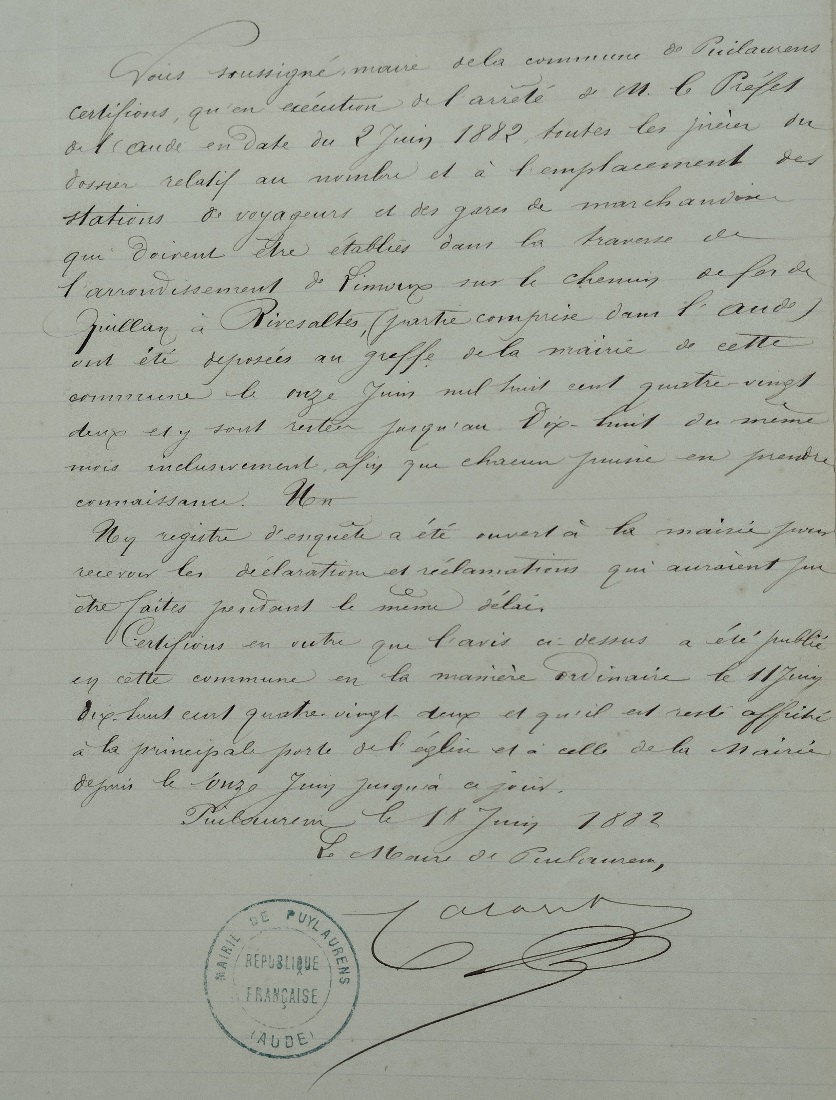 Nous soussigné, maire de la commune de Puilaurens
certifions, qu'en exécution de l'arrêté de M. le Préfet
de l'aude en date du 2 Juin 1882, toutes les pièces du
dossier relatif au nombre et à l'emplacement des
stations de voyageurs et des gares de marchandises
qui doivent être établies dans la traverse de
l'arrondissement de Limoux sur le chemin de fer de
Quillan à Rivesaltes, (partie comprise dans l'aude)
ont été déposées au greffe de la mairie de cette
commune le onze Juin mil huit cent quatre-vingt
deux et y sont restées jusqu'au Dix-huit du même
mois inclusivement, afin que chacun puisse en prendre
connaissance. Un
Un registre d'enquête a été ouvert à la mairie pour
recevoir les déclarations et réclamations qui auraient pu
être faites pendant le même délai.
Certifions en outre que l'avis ci-dessus a été publié
en cette commune en la manière ordinaire le 11 Juin
Dix-huit cent quatre-vingt-deux et qu'il est resté affiché
à la principale porte de l'église et à celle de la Mairie
depuis le onze Juin jusqu'à ce jour.
Puilaurens, le 18 Juin 1882
Le Maire de Puilaurens,
MAIRIE DE PUYLAURENS
RÉPUBLIQUE
FRANÇAISE
(AUDE)